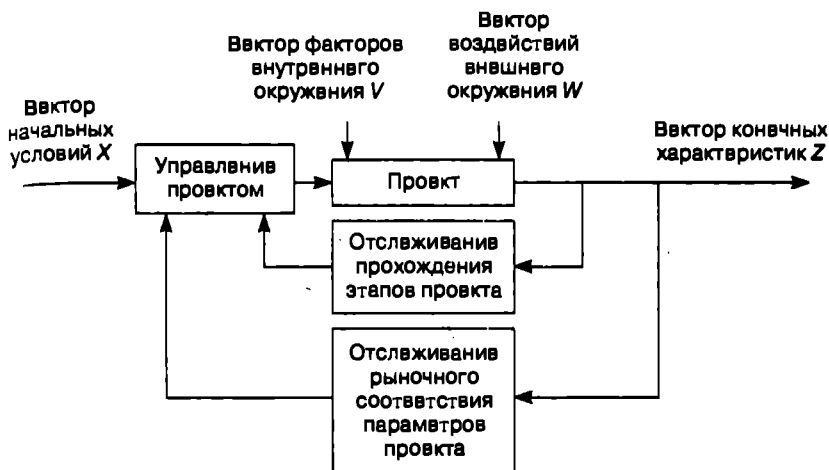 Вектор факторов
внутреннего
окружения V
Вектор
воздействий
внешнего
окружения W
Вектор
начальных
условий X
Вектор конечных
характеристик Z
Управление
проектом
Проект
Отслеживание
прохождения
этапов проекта
Отслеживание
рыночного
соответствия
параметров
проекта